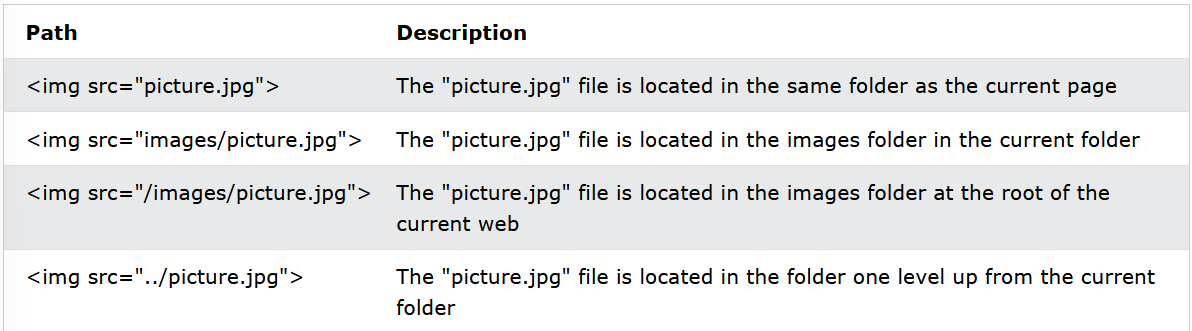 Path Description
<img src="picture.jpg"> The "picture.jpg" file is located in the same folder as the current page
<img src="images/picture.jpg"> The "picture.jpg" file is located in the images folder in the current folder
<img src="/images/picture.jpg"> The "picture.jpg" file is located in the images folder at the root of the
current web
<img src="../picture.jpg"> The "picture.jpg" file is located in the folder one level up from the current
folder